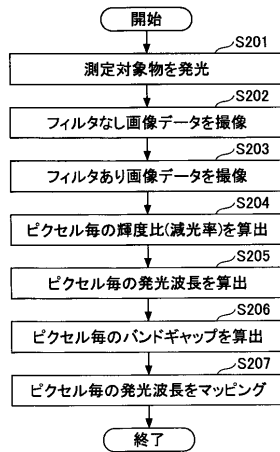 開始
S201
測定対象物を発光
S202
フィルタなし画像データを撮像
S203
フィルタあり画像データを撮像
S204
ピクセル毎の輝度比(減光率)を算出
S205
ピクセル毎の発光波長を算出
S206
ピクセル毎のバンドギャップを算出
S207
ピクセル毎の発光波長をマッピング
終了